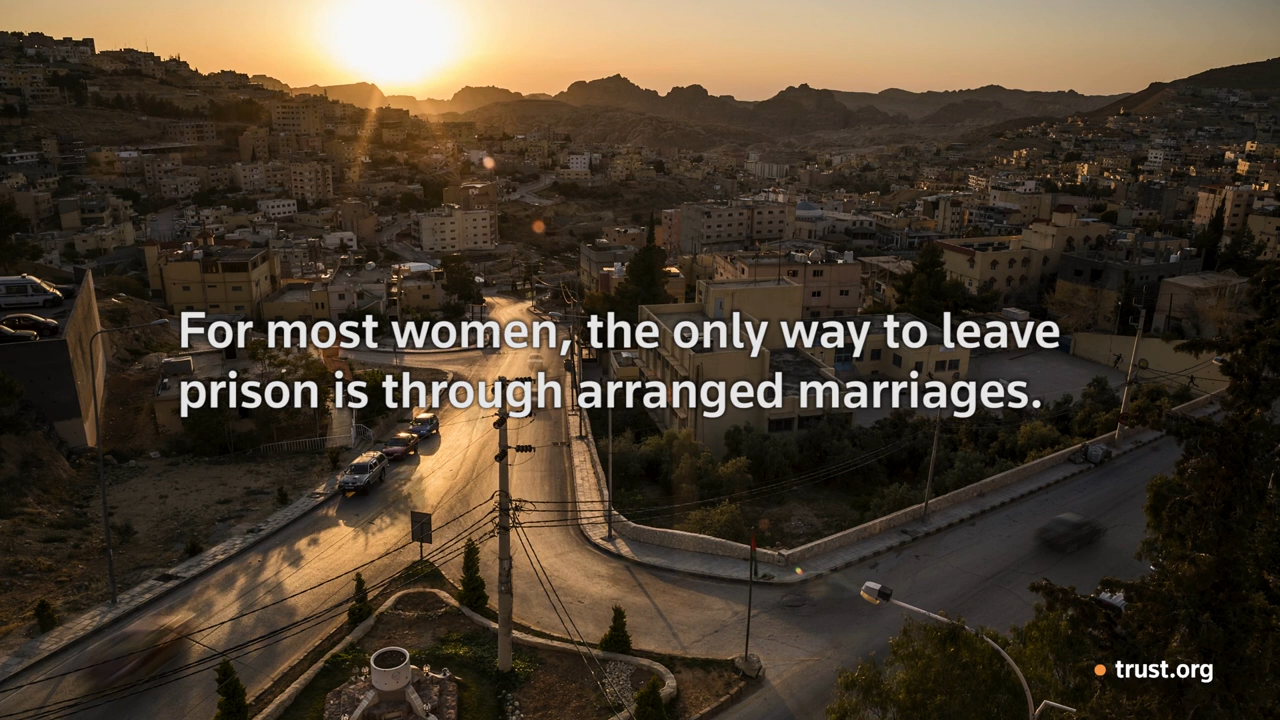 For most women, the only way to leave
prison is through arranged marriages.
trust.org